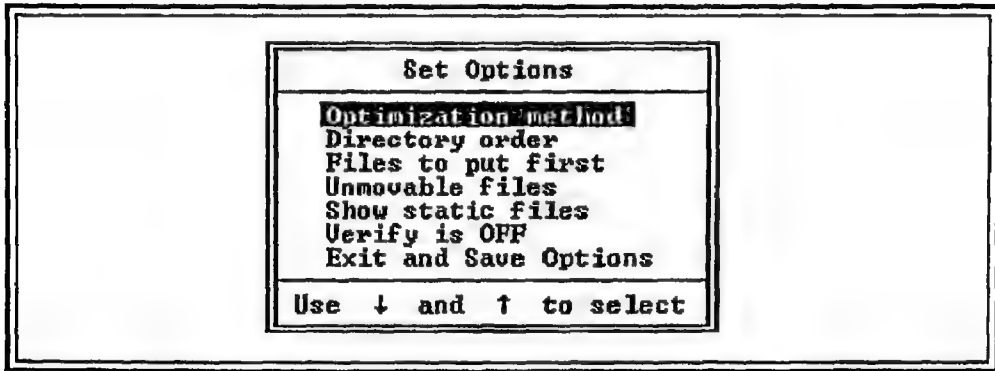 Set Options
Optimization method
Directory order
Files to put first
Unmovable files
Show static files
Verify is OFF
Exit and Save Options
Use ↓ and ↑ to select